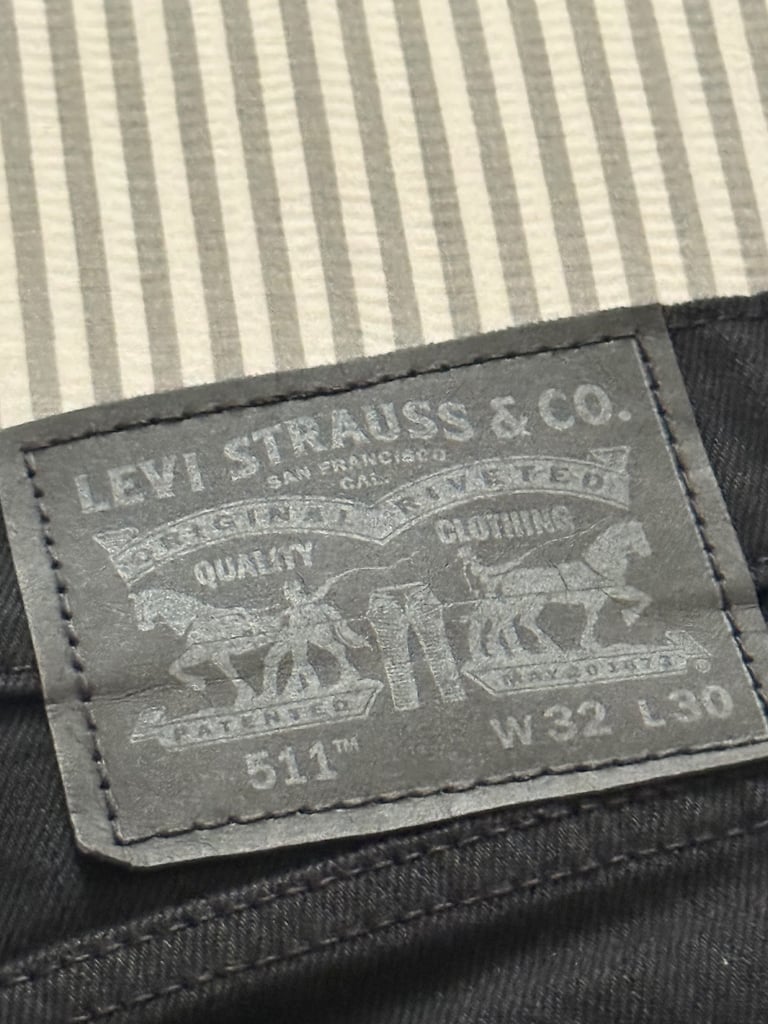 LEVI STRAUSS & CO.
SAN FRANCISCO
CAL.
ORIGINAL RIVETED
QUALITY CLOTHING
PATENTED MAY 20 1873
511™ W32 L30